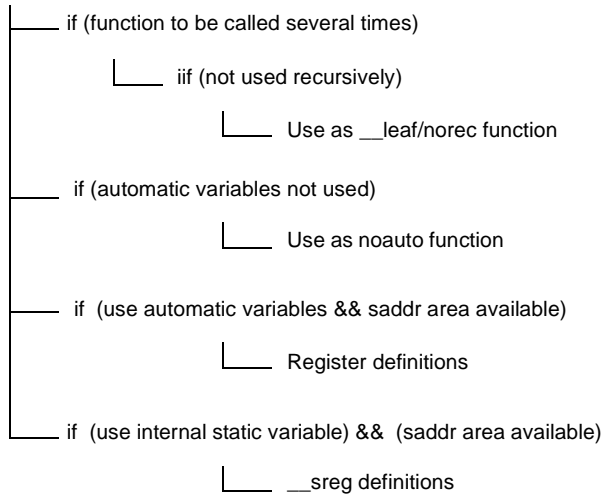 if (function to be called several times)
iif (not used recursively)
Use as __leaf/norec function
if (automatic variables not used)
Use as noauto function
if (use automatic variables && saddr area available)
Register definitions
if (use internal static variable) && (saddr area available)
__sreg definitions